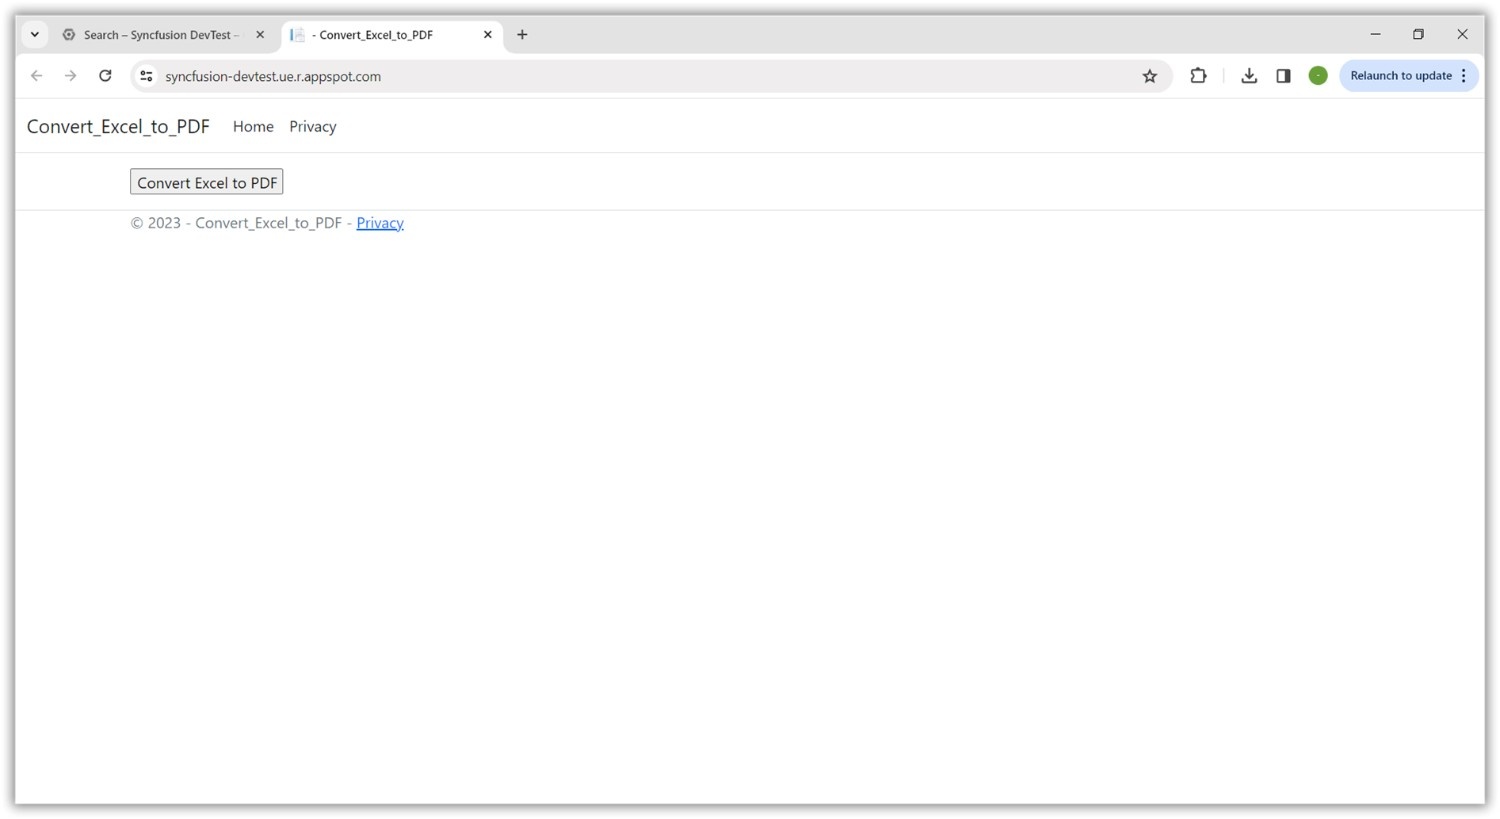 Search – Syncfusion DevTest –
- Convert_Excel_to_PDF
syncfusion-devtest.ue.r.appspot.com
Relaunch to update
Convert_Excel_to_PDF Home Privacy
Convert Excel to PDF
© 2023 - Convert_Excel_to_PDF - Privacy